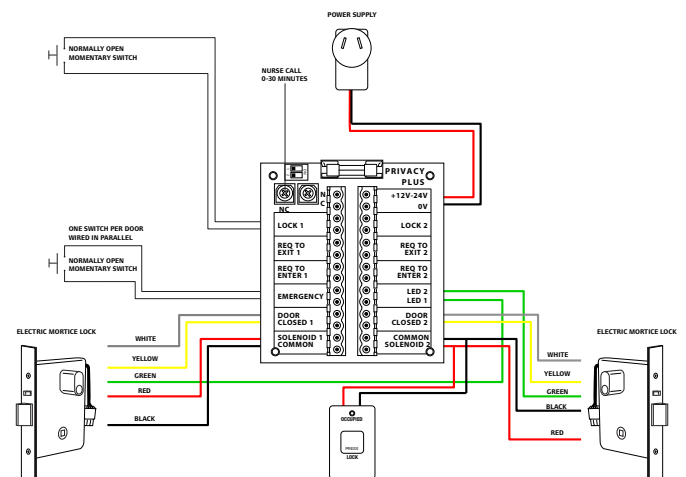 POWER SUPPLY
NORMALLY OPEN
MOMENTARY SWITCH
NURSE CALL
0-30 MINUTES
PRIVACY
PLUS
N
C
NC
+12V-24V
0V
LOCK 1
LOCK 2
REQ TO
EXIT 1
REQ TO
EXIT 2
REQ TO
ENTER 1
REQ TO
ENTER 2
ONE SWITCH PER DOOR
WIRED IN PARALLEL
NORMALLY OPEN
MOMENTARY SWITCH
EMERGENCY
LED 2
LED 1
DOOR
CLOSED 1
DOOR
CLOSED 2
SOLENOID 1
COMMON
COMMON
SOLENOID 2
ELECTRIC MORTICE LOCK
WHITE
YELLOW
GREEN
RED
BLACK
ELECTRIC MORTICE LOCK
WHITE
YELLOW
GREEN
BLACK
RED
OCCUPIED
PRESS
LOCK